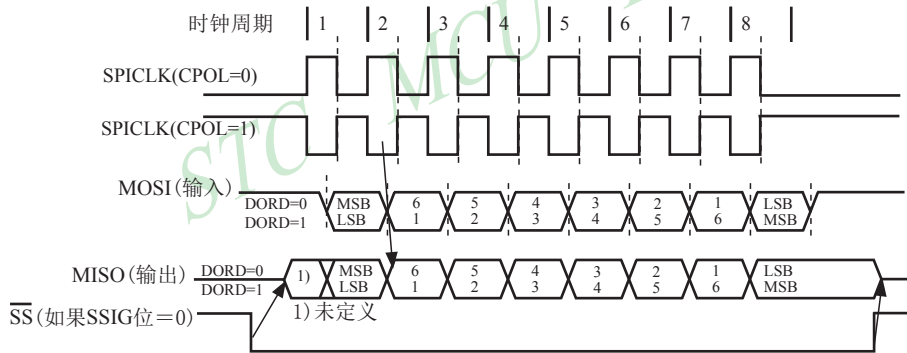 时钟周期 1 2 3 4 5 6 7 8
SPICLK(CPOL=0)
SPICLK(CPOL=1)
STC MCU
MOSI(输入)
DORD=0 MSB 6 5 4 3 2 1 LSB
DORD=1 LSB 1 2 3 4 5 6 MSB
MISO(输出)
DORD=0 1) MSB 6 5 4 3 2 1 LSB
DORD=1 LSB 1 2 3 4 5 6 MSB
1)未定义
SS(如果SSIG位=0)